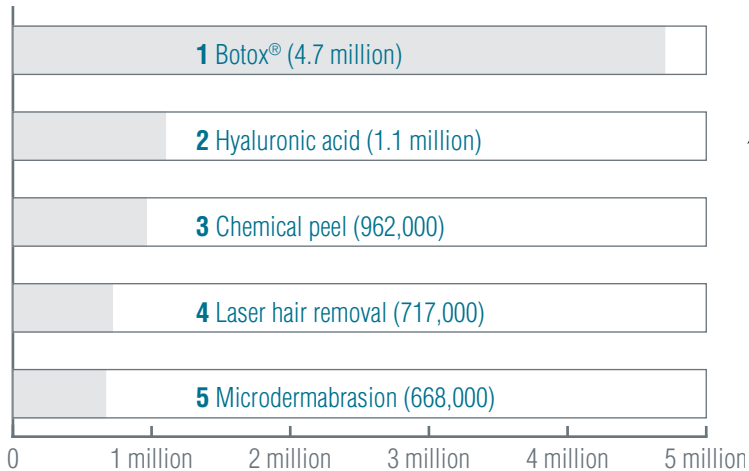 1 Botox® (4.7 million)
2 Hyaluronic acid (1.1 million)
3 Chemical peel (962,000)
4 Laser hair removal (717,000)
5 Microdermabrasion (668,000)
0 1 million 2 million 3 million 4 million 5 million